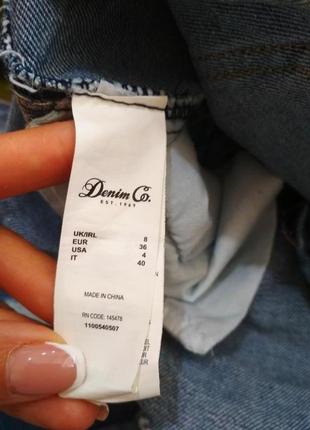 Denim Co.
EST. 1969
UK/IRL 8
EUR 36
USA 4
IT 40
MADE IN CHINA
RN CODE: 145478
1100540507